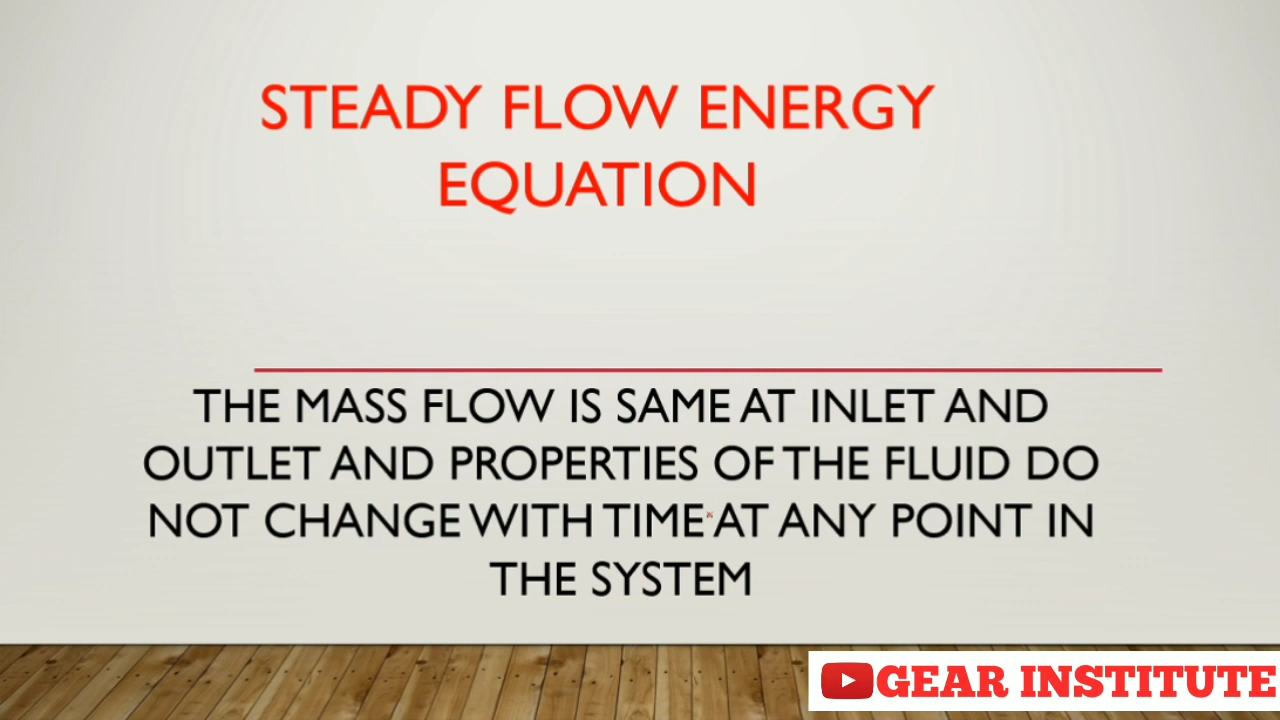 STEADY FLOW ENERGY
EQUATION
THE MASS FLOW IS SAME AT INLET AND
OUTLET AND PROPERTIES OF THE FLUID DO
NOT CHANGE WITH TIME AT ANY POINT IN
THE SYSTEM
GEAR INSTITUTE